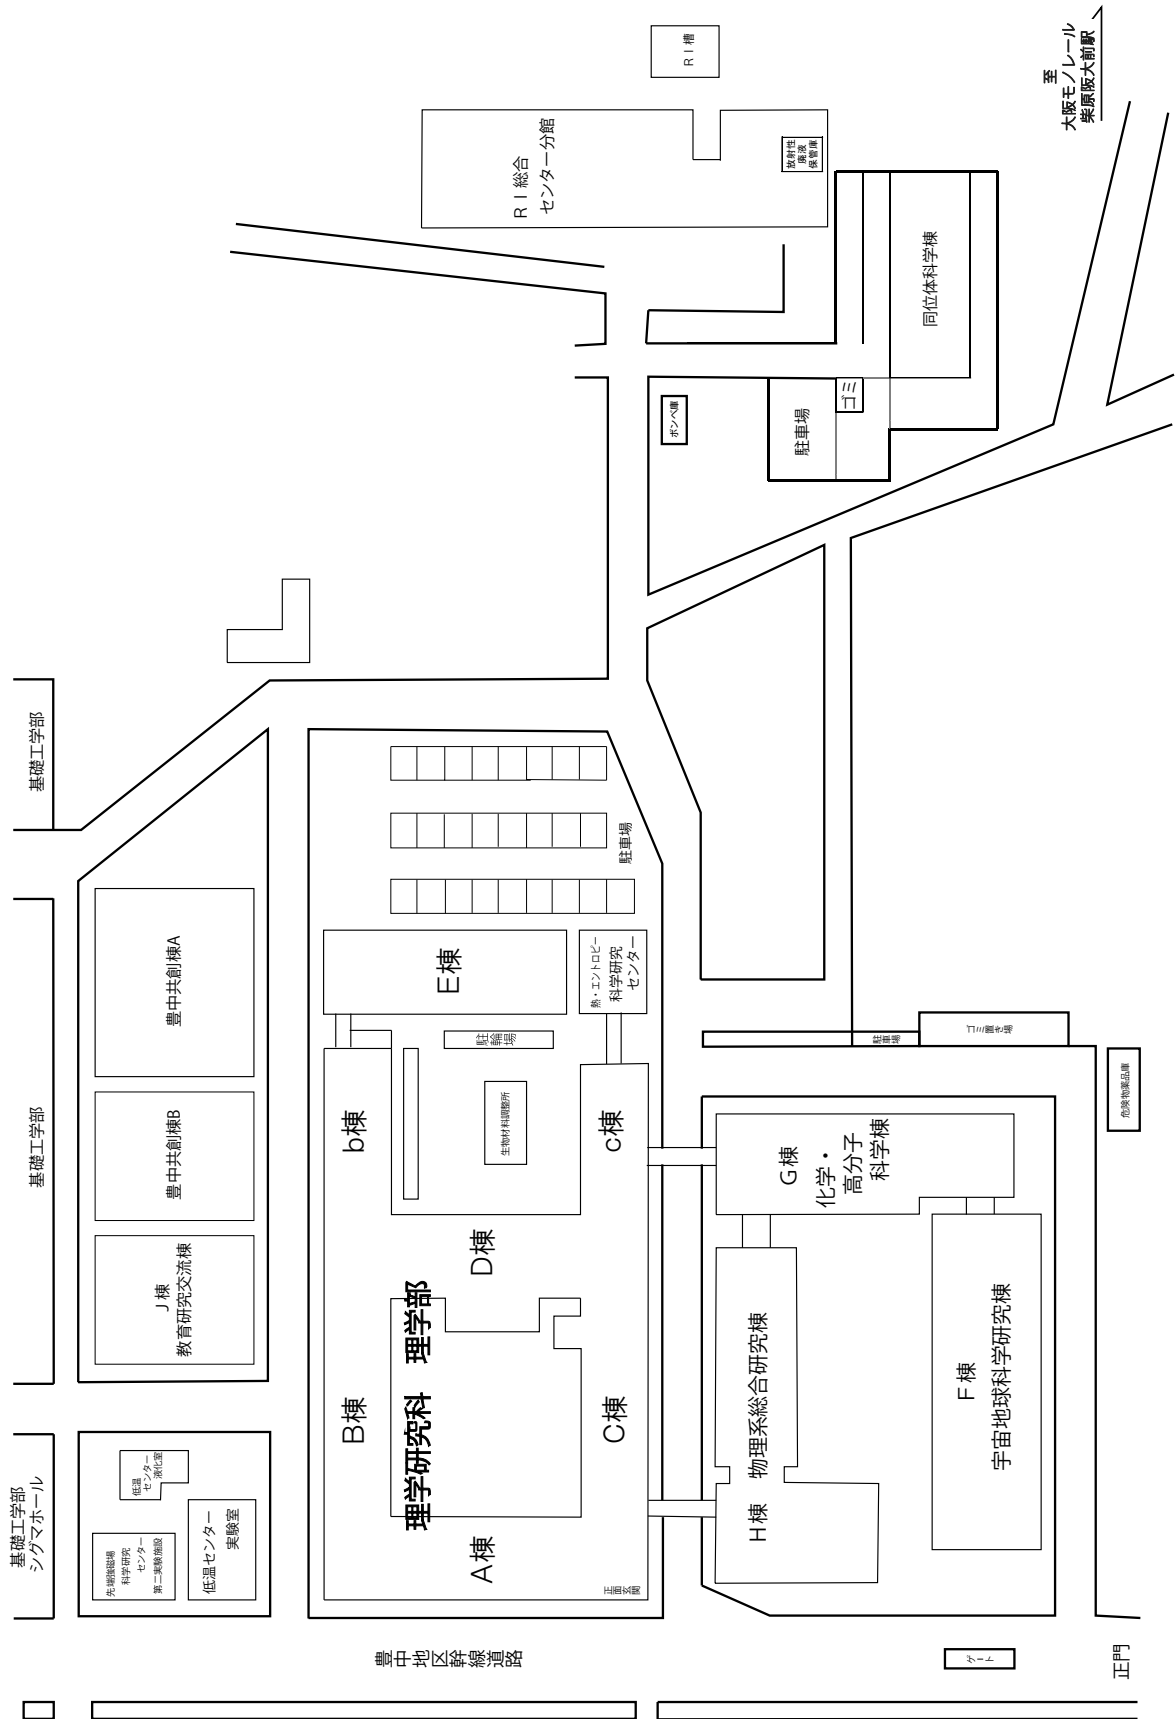 至
大阪モノレール
柴原阪大前駅
ＲＩ槽
ＲＩ総合
センター分館
放射性
廃液
保管庫
同位体科学棟
ゴミ
駐車場
ボンベ庫
基礎工学部
駐車場
豊中共創棟A
E棟
熱・エントロピー
科学研究
センター
駐輪場
駐車場
ゴミ置き場
危険物薬品庫
基礎工学部
豊中共創棟B
b棟
生物材料調整所
c棟
G棟
化学・
高分子
科学棟
J棟
教育研究交流棟
D棟
理学研究科　理学部
B棟
C棟
物理系総合研究棟
H棟
F棟
宇宙地球科学研究棟
基礎工学部
シグマホール
低温
センター
液化室
先端強磁場
科学研究
センター
第二実験施設
低温センター
実験室
A棟
正面
玄関
豊中地区幹線道路
ゲート
正門